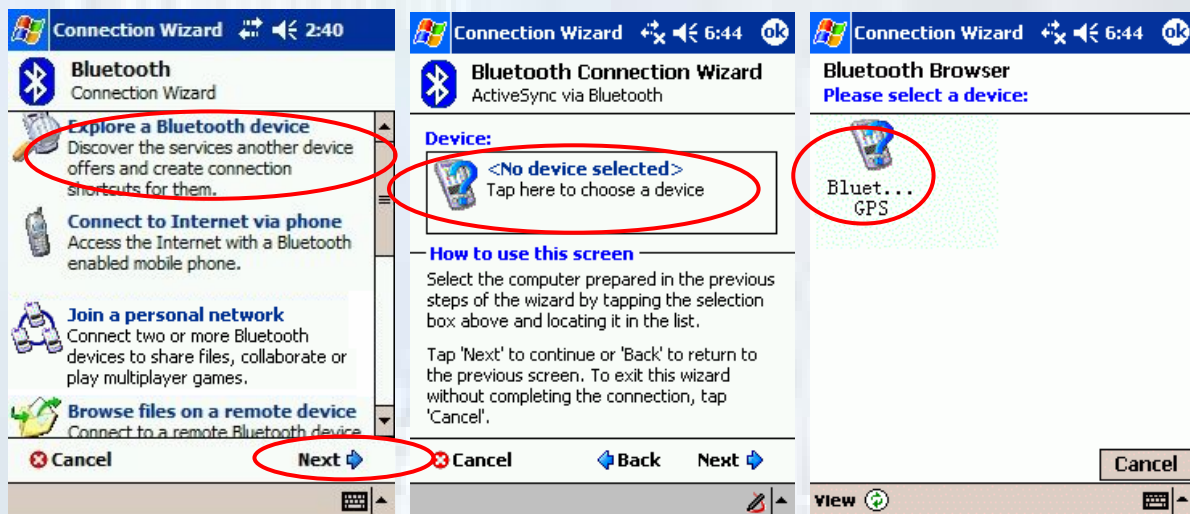 Connection Wizard 2:40
Bluetooth
Connection Wizard
Explore a Bluetooth device
Discover the services another device
offers and create connection
shortcuts for them.
Connect to Internet via phone
Access the Internet with a Bluetooth
enabled mobile phone.
Join a personal network
Connect two or more Bluetooth
devices to share files, collaborate or
play multiplayer games.
Browse files on a remote device
Connect to a remote Bluetooth device
Cancel Next
Connection Wizard 6:44 ok
Bluetooth Connection Wizard
ActiveSync via Bluetooth
Device:
<No device selected>
Tap here to choose a device
How to use this screen
Select the computer prepared in the previous
steps of the wizard by tapping the selection
box above and locating it in the list.
Tap 'Next' to continue or 'Back' to return to
the previous screen. To exit this wizard
without completing the connection, tap
'Cancel'.
Cancel Back Next
Connection Wizard 6:44 ok
Bluetooth Browser
Please select a device:
Bluet...
GPS
Cancel
View